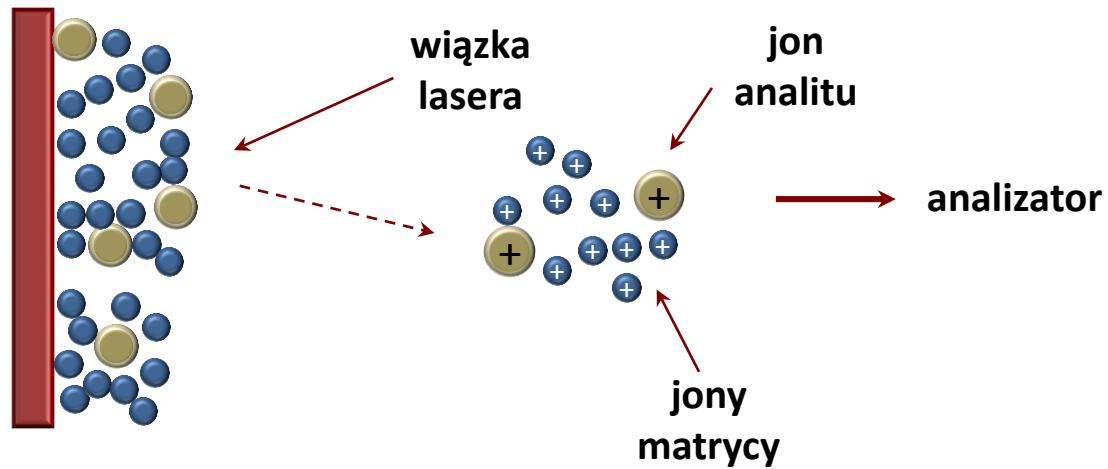 wiązka
lasera
jon
analitu
analizator
jony
matrycy
+
+
+
+
+
+
+
+
+
+
+
+